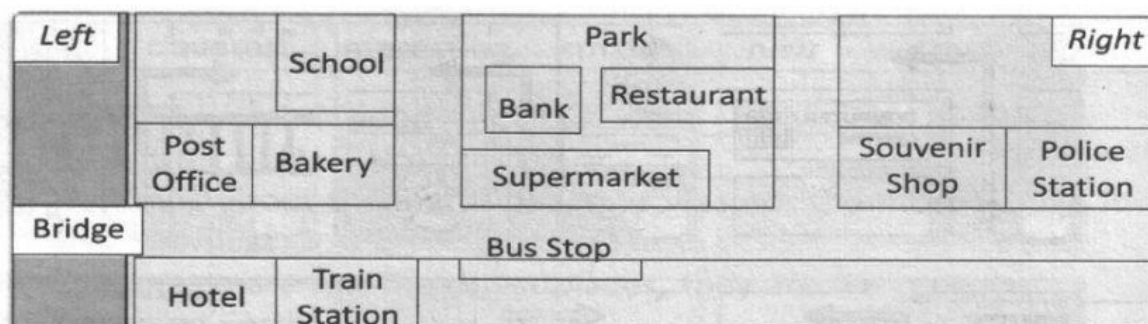 Left
Park
Right
School
Bank
Restaurant
Post
Office
Bakery
Supermarket
Souvenir
Shop
Police
Station
Bridge
Bus Stop
Hotel
Train
Station